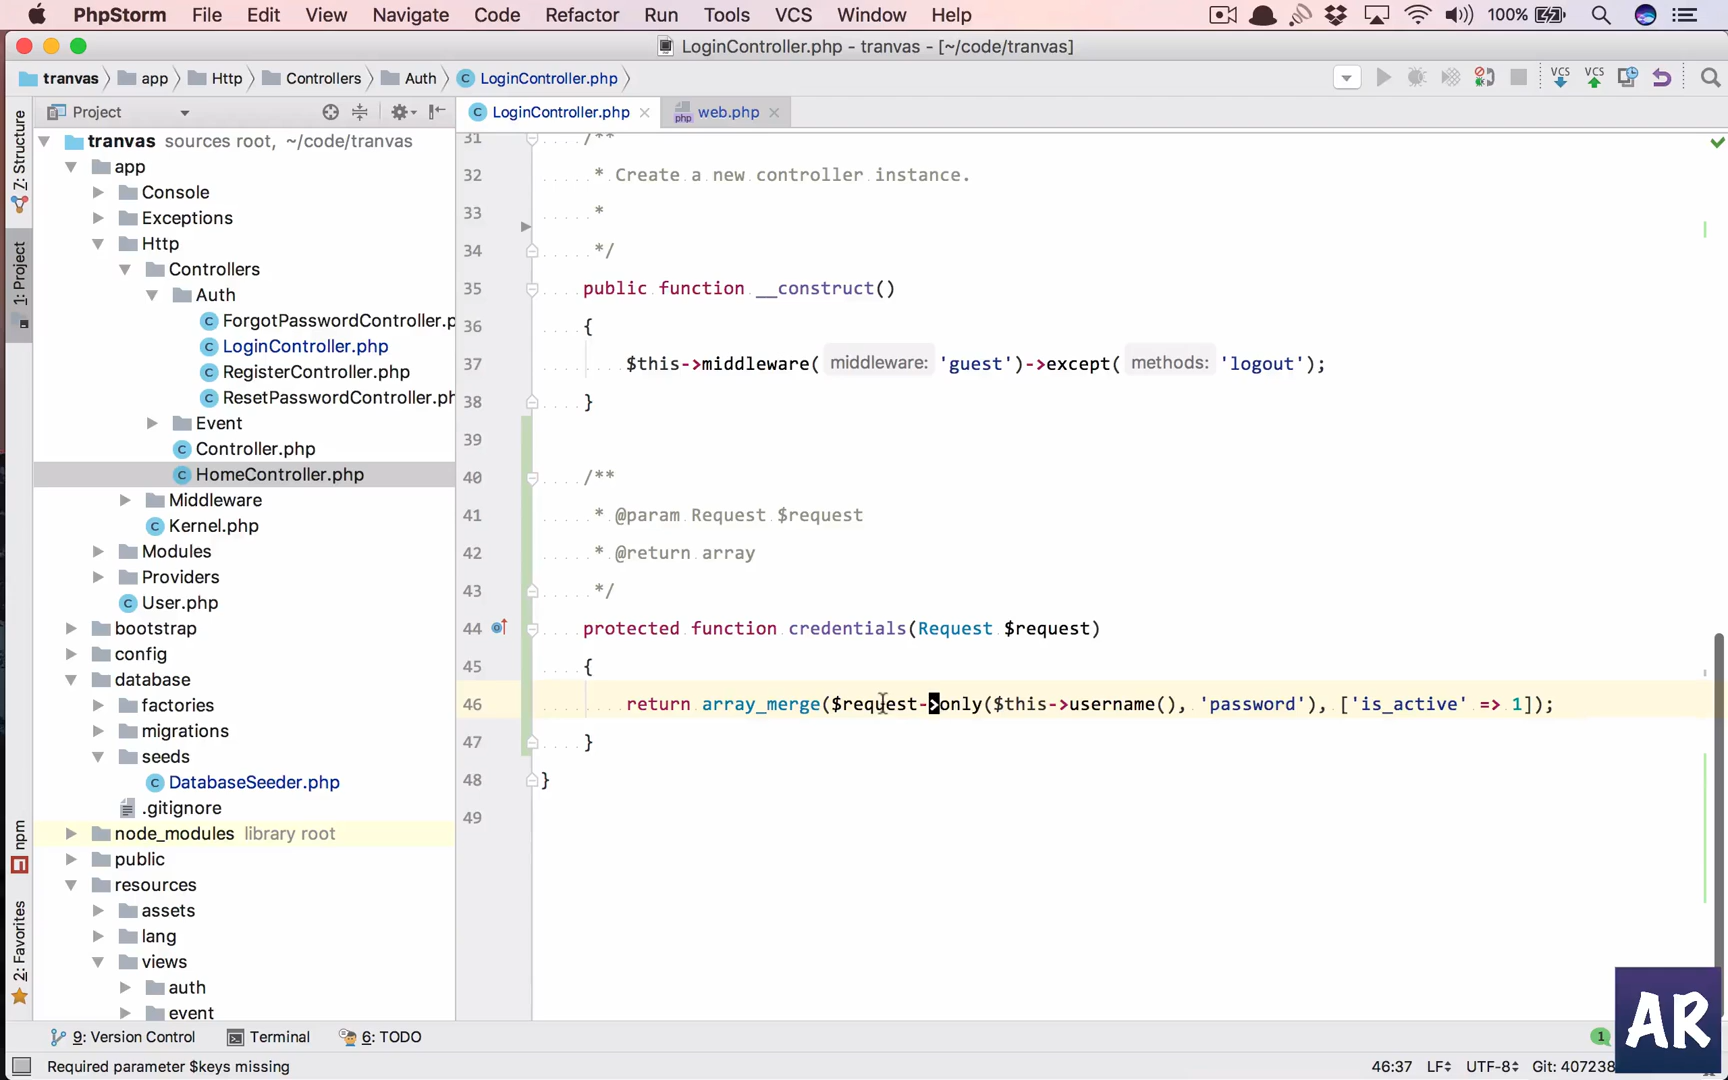 PhpStorm File Edit View Navigate Code Refactor Run Tools VCS Window Help 100%
LoginController.php - tranvas - [~/code/tranvas]
tranvas app Http Controllers Auth LoginController.php VCS VCS
Project LoginController.php web.php
tranvas sources root, ~/code/tranvas
app
Console
Exceptions
Http
Controllers
Auth
ForgotPasswordController.p
LoginController.php
RegisterController.php
ResetPasswordController.ph
Event
Controller.php
HomeController.php
Middleware
Kernel.php
Modules
Providers
User.php
bootstrap
config
database
factories
migrations
seeds
DatabaseSeeder.php
.gitignore
node_modules library root
public
resources
assets
lang
views
auth
event
7: Structure
1: Project
npm
2: Favorites
31 /**
32 * Create a new controller instance.
33 *
34 */
35 public function __construct()
36 {
37 $this->middleware( middleware: 'guest')->except( methods: 'logout');
38 }
39
40 /**
41 * @param Request $request
42 * @return array
43 */
44 protected function credentials(Request $request)
45 {
46 return array_merge($request->only($this->username(), 'password'), ['is_active' => 1]);
47 }
48 }
49
9: Version Control Terminal 6: TODO 1
Required parameter $keys missing 46:37 LF UTF-8 Git: 407238
AR